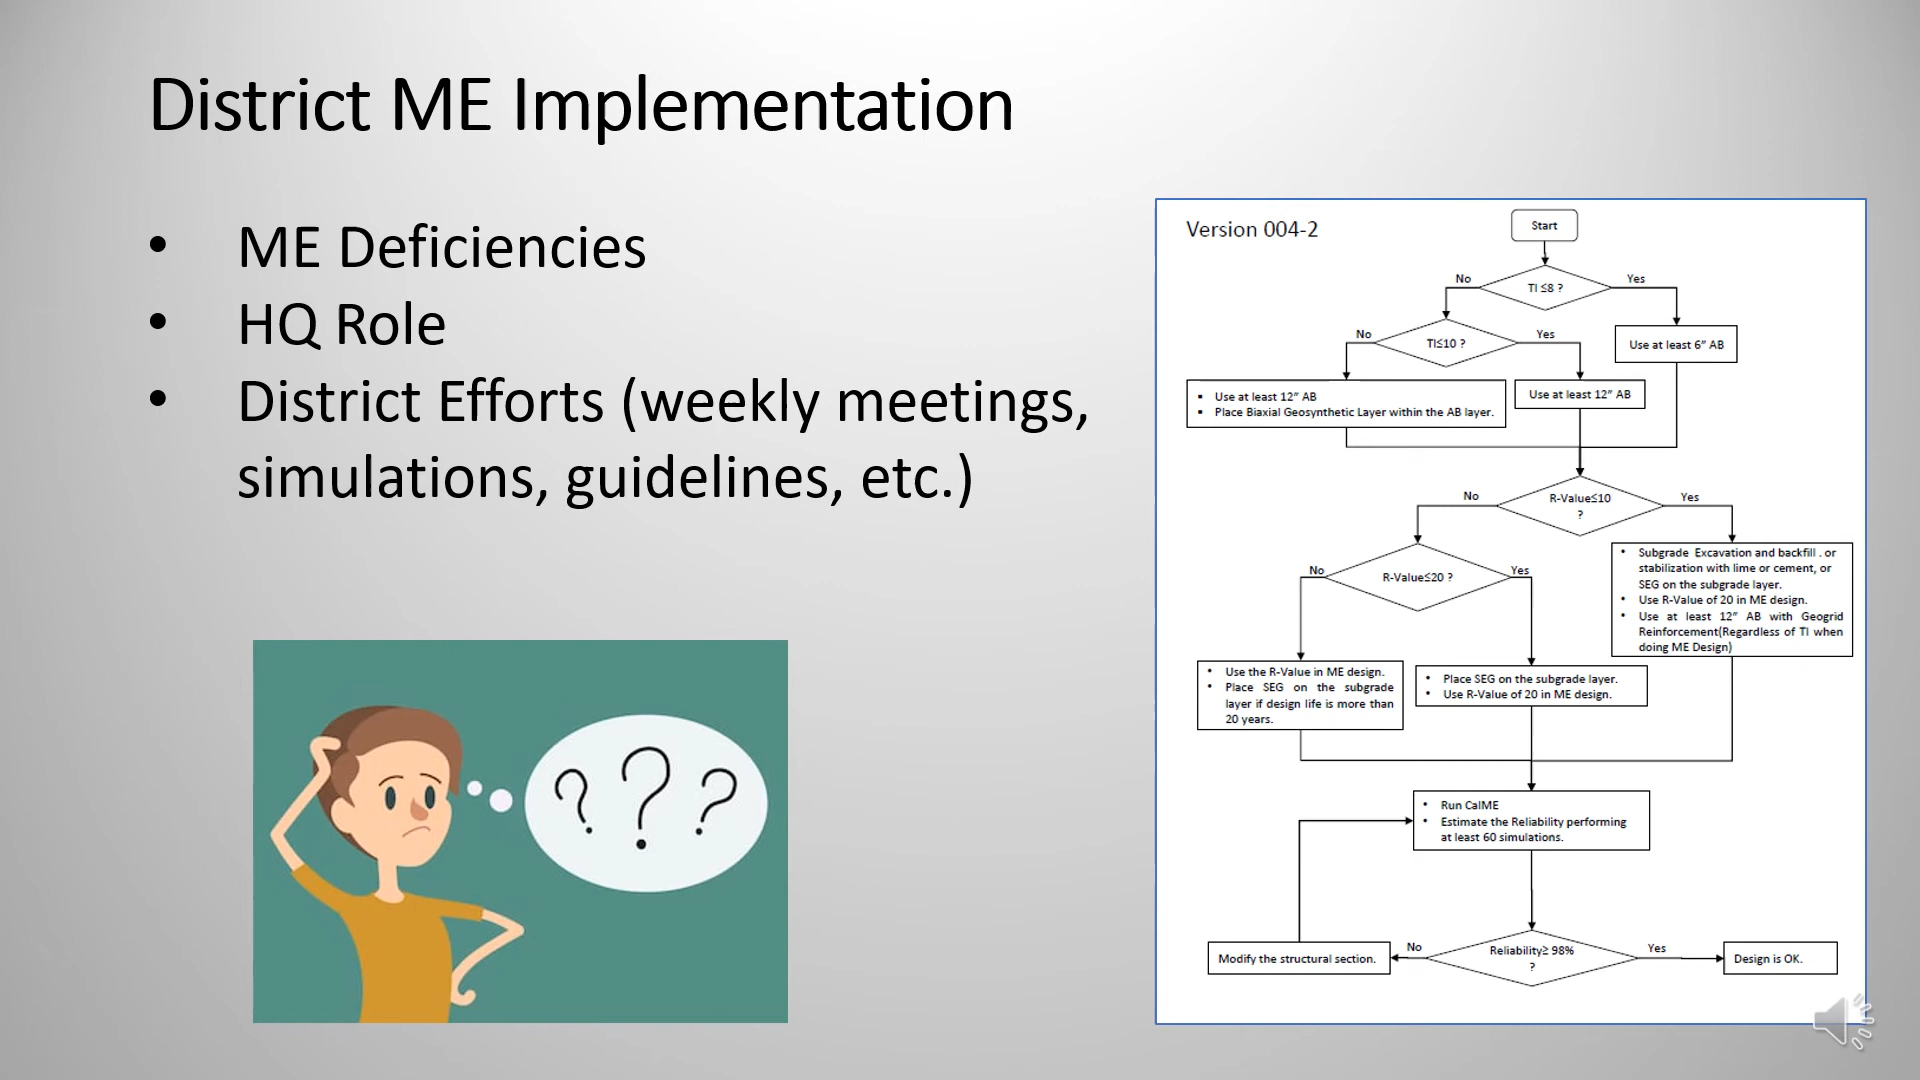 District ME Implementation
• ME Deficiencies
• HQ Role
• District Efforts (weekly meetings,
simulations, guidelines, etc.)
? ? ?
Version 004-2
Start
TI ≤8 ?
No
Yes
TI≤10 ?
No
Yes
Use at least 6" AB
▪ Use at least 12" AB
▪ Place Biaxial Geosynthetic Layer within the AB layer.
Use at least 12" AB
R-Value≤10
?
No
Yes
R-Value≤20 ?
No
Yes
• Subgrade Excavation and backfill . or
stabilization with lime or cement, or
SEG on the subgrade layer.
• Use R-Value of 20 in ME design.
• Use at least 12" AB with Geogrid
Reinforcement(Regardless of TI when
doing ME Design)
• Use the R-Value in ME design.
• Place SEG on the subgrade
layer if design life is more than
20 years.
• Place SEG on the subgrade layer.
• Use R-Value of 20 in ME design.
• Run CalME
• Estimate the Reliability performing
at least 60 simulations.
Reliability≥ 98%
?
No
Yes
Modify the structural section.
Design is OK.